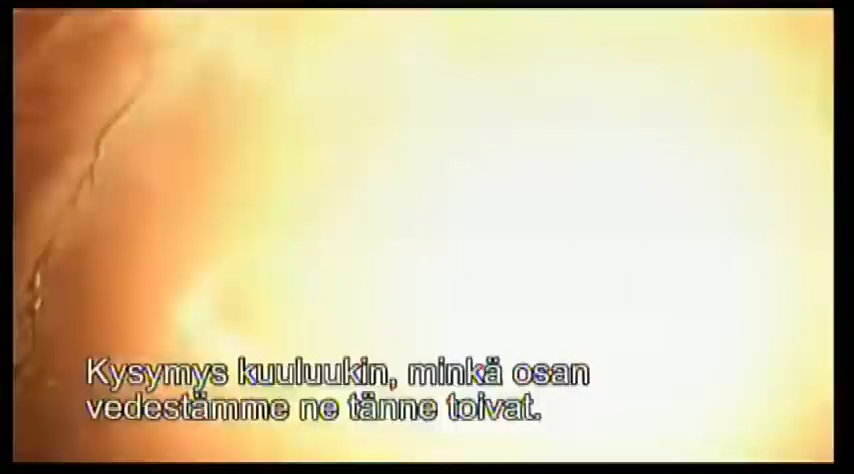 Kysymys kuuluukin, minkä osan
vedestämme ne tänne toivat.